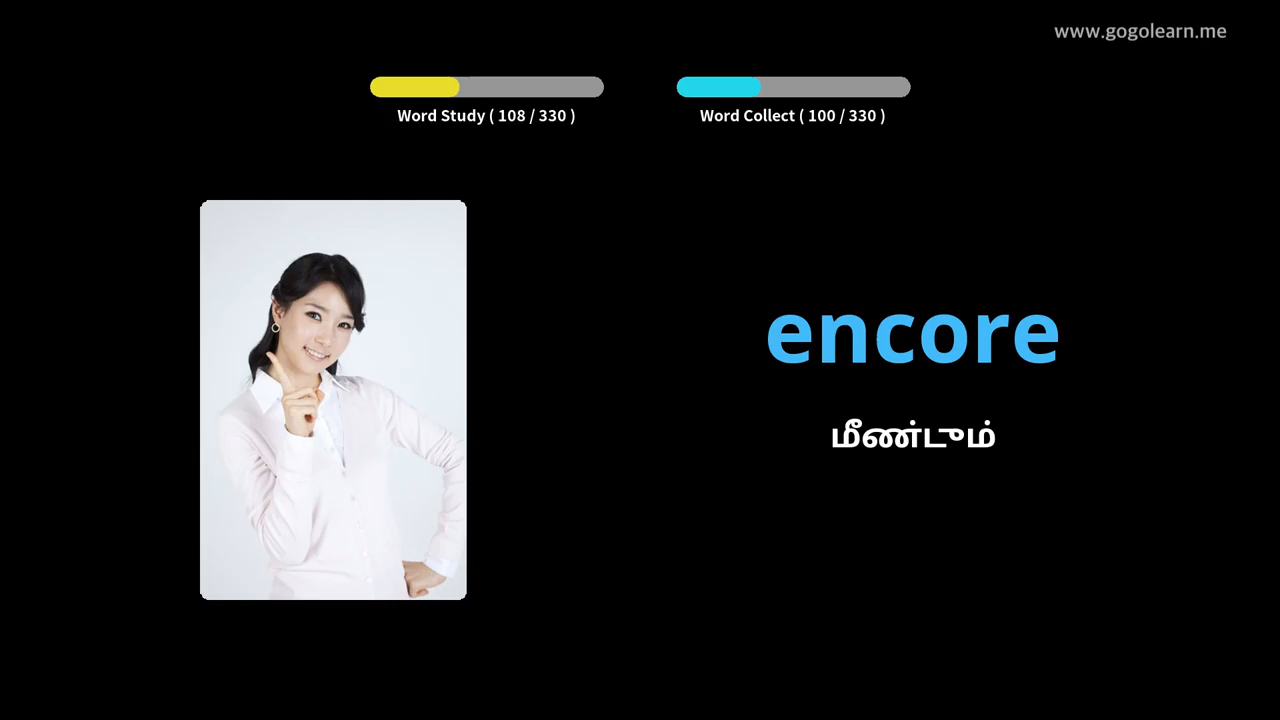 www.gogolearn.me
Word Study ( 108 / 330 )
Word Collect ( 100 / 330 )
encore
மீண்டும்